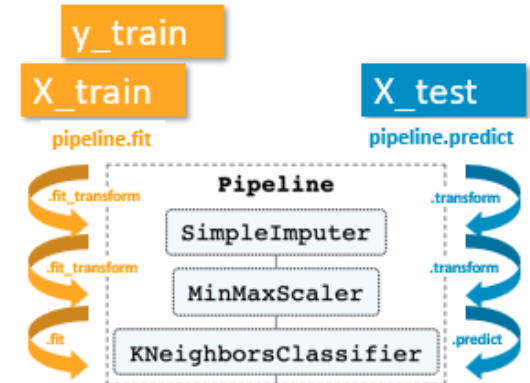 y_train
X_train
X_test
pipeline.fit
pipeline.predict
Pipeline
.fit_transform
.transform
SimpleImputer
.fit_transform
.transform
MinMaxScaler
.fit
.predict
KNeighborsClassifier